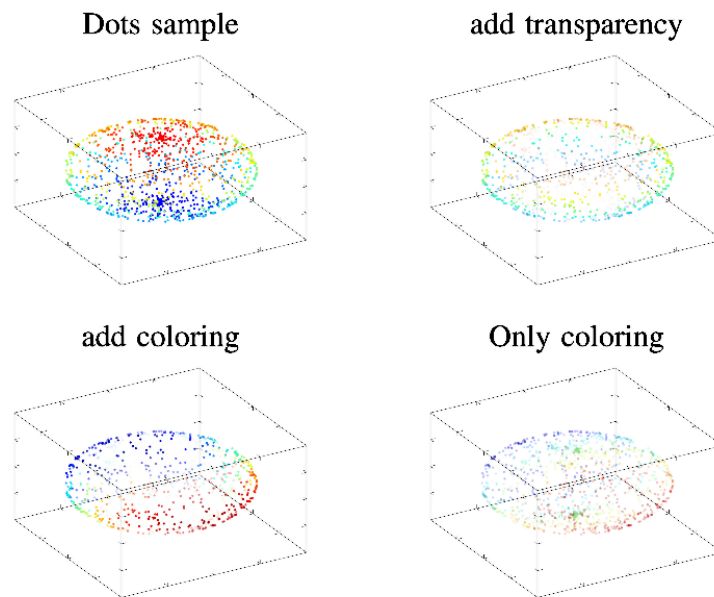 Dots sample
add transparency
add coloring
Only coloring